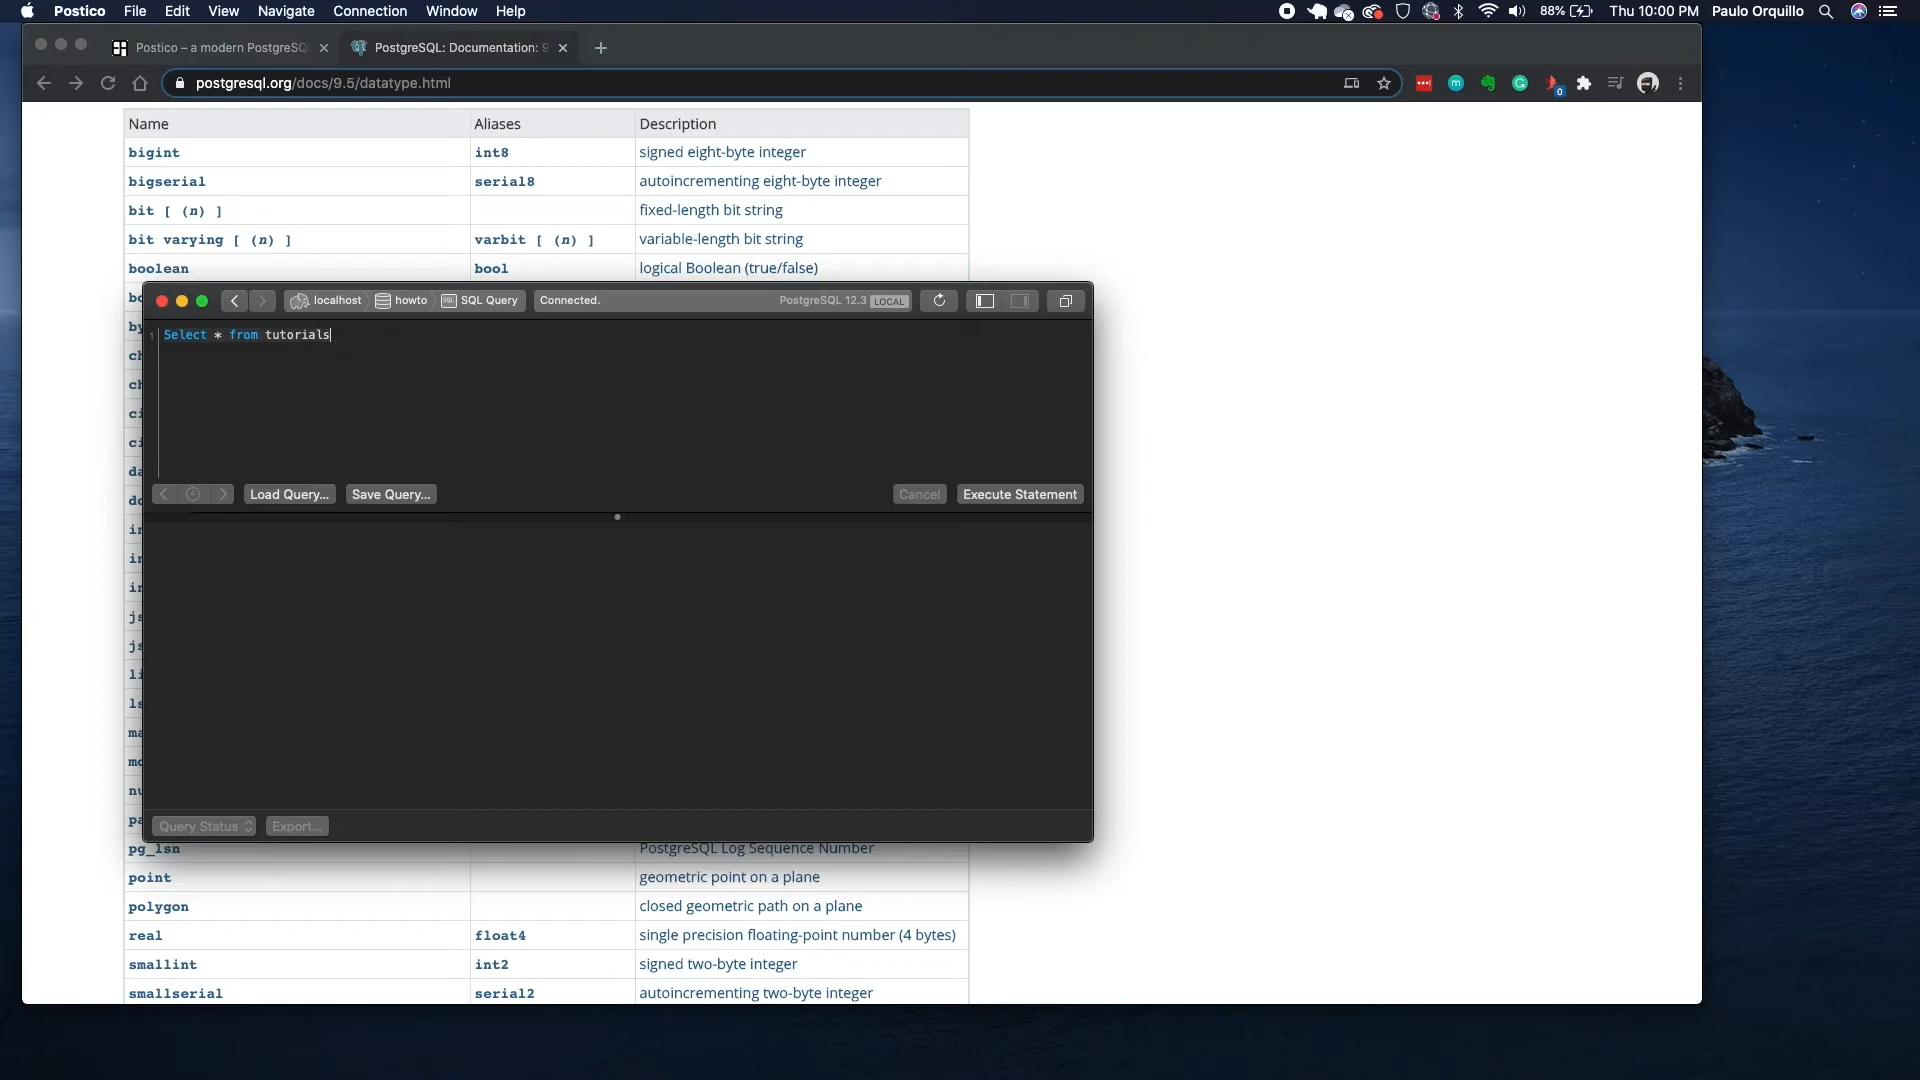 Postico File Edit View Navigate Connection Window Help 88% Thu 10:00 PM Paulo Orquillo
Postico – a modern PostgreSQ PostgreSQL: Documentation: 9
postgresql.org/docs/9.5/datatype.html
Name Aliases Description
bigint int8 signed eight-byte integer
bigserial serial8 autoincrementing eight-byte integer
bit [ (n) ] fixed-length bit string
bit varying [ (n) ] varbit [ (n) ] variable-length bit string
boolean bool logical Boolean (true/false)
localhost howto SQL Query Connected. PostgreSQL 12.3 LOCAL
1 Select * from tutorials
Load Query... Save Query... Cancel Execute Statement
Query Status Export...
pg_lsn PostgreSQL Log Sequence Number
point geometric point on a plane
polygon closed geometric path on a plane
real float4 single precision floating-point number (4 bytes)
smallint int2 signed two-byte integer
smallserial serial2 autoincrementing two-byte integer